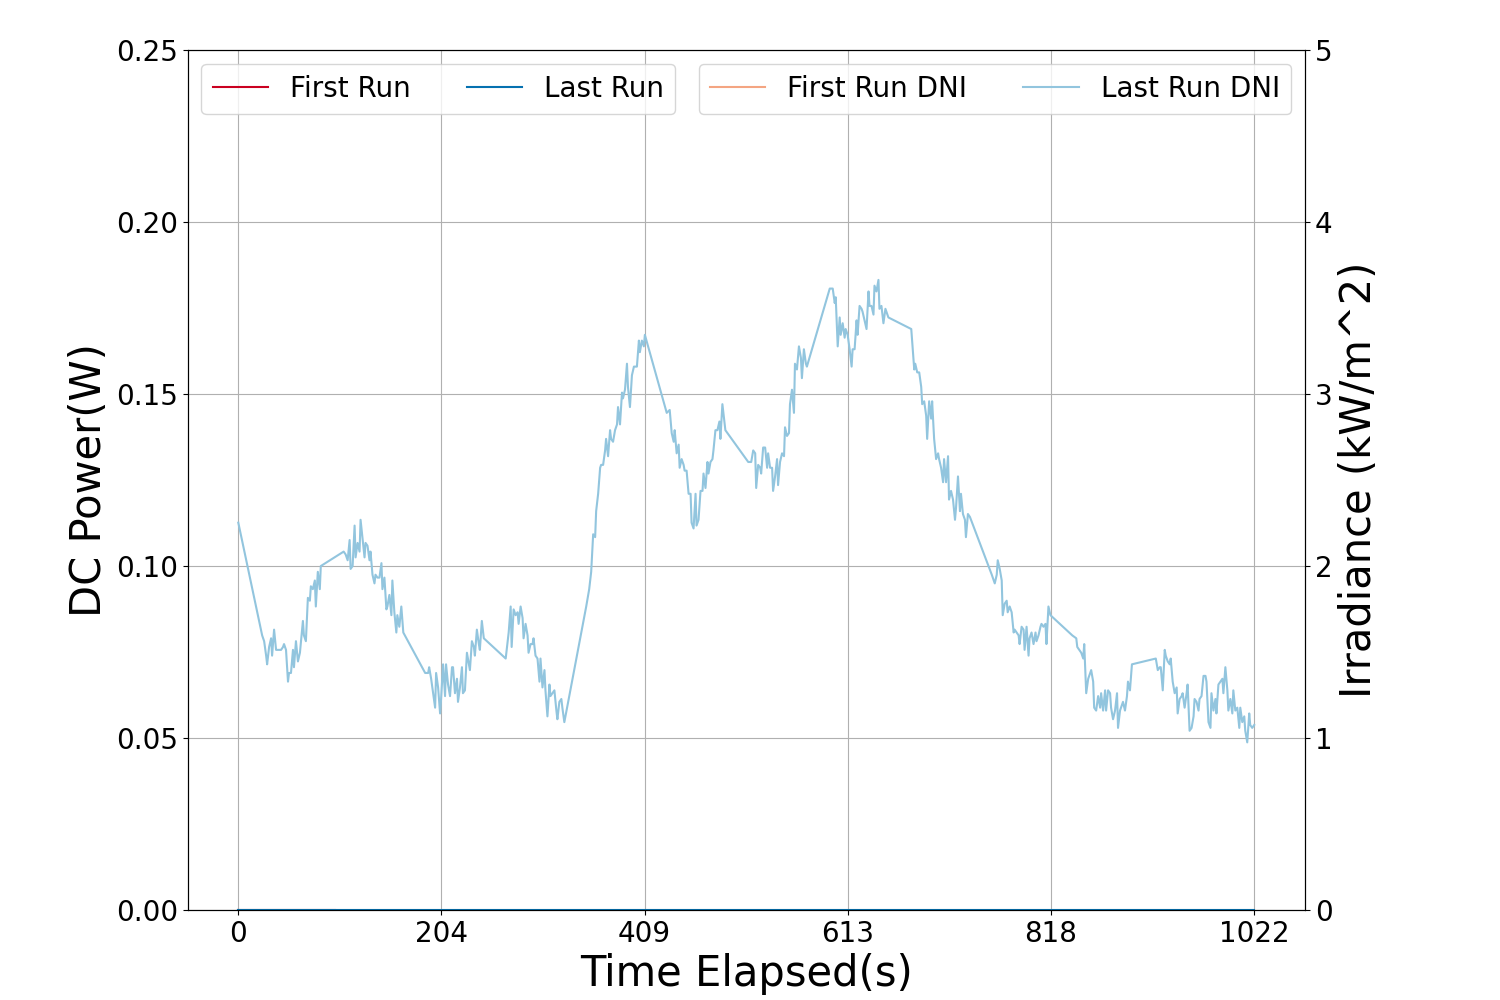 First Run
Last Run
First Run DNI
Last Run DNI
0.25
0.20
0.15
0.10
0.05
0.00
DC Power(W)
5
4
3
2
1
0
Irradiance (kW/m^2)
0
204
409
613
818
1022
Time Elapsed(s)